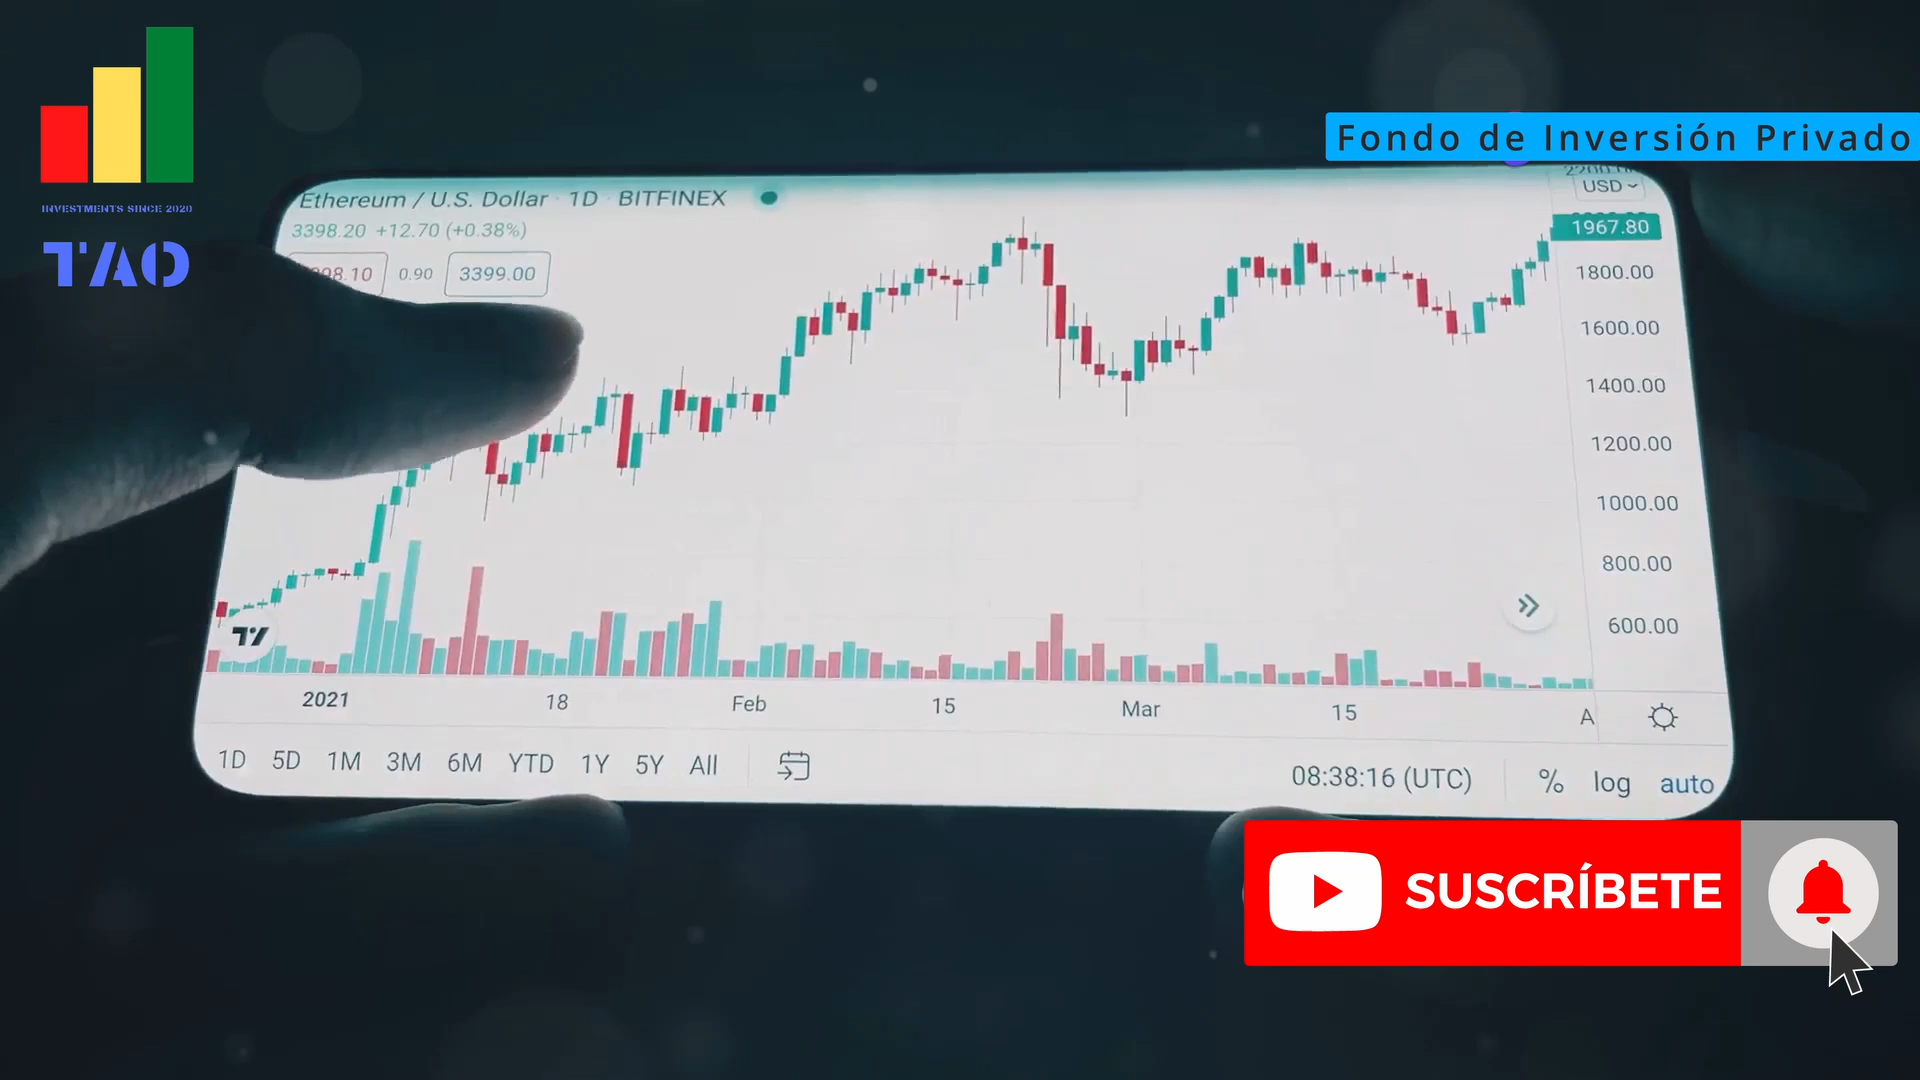 INVESTMENTS SINCE 2020
TAO
Fondo de Inversión Privado
Ethereum / U.S. Dollar · 1D · BITFINEX
USD
3398.20 +12.70 (+0.38%)
0.90
3399.00
1967.80
1800.00
1600.00
1400.00
1200.00
1000.00
800.00
600.00
2021
18
Feb
15
Mar
15
A
1D 5D 1M 3M 6M YTD 1Y 5Y All
08:38:16 (UTC)
% log auto
SUSCRÍBETE